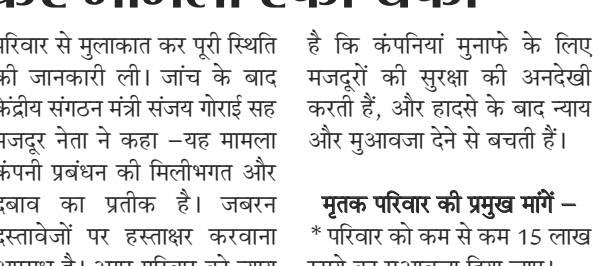 परिवार से मुलाकात कर पूरी स्थिति
की जानकारी ली। जांच के बाद
केंद्रीय संगठन मंत्री संजय गोराई सह
मजदूर नेता ने कहा –यह मामला
कंपनी प्रबंधन की मिलीभगत और
दबाव का प्रतीक है। जबरन
दस्तावेजों पर हस्ताक्षर करवाना
है कि कंपनियां मुनाफे के लिए
मजदूरों की सुरक्षा की अनदेखी
करती हैं, और हादसे के बाद न्याय
और मुआवजा देने से बचती हैं।
मृतक परिवार की प्रमुख मांगें –
* परिवार को कम से कम 15 लाख